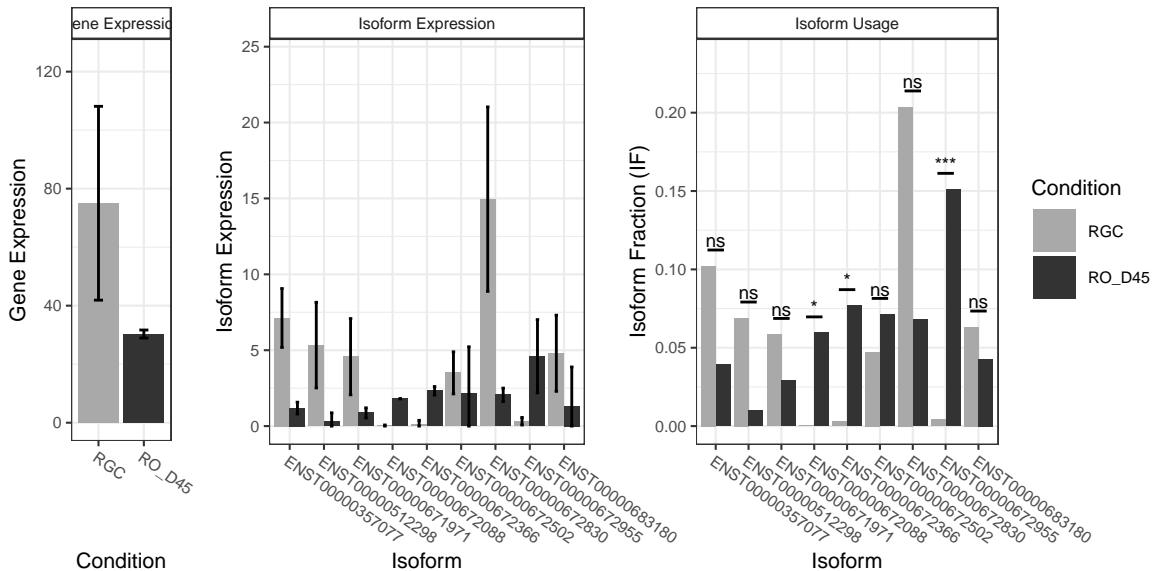 ene Expressio
Isoform Expression
Isoform Usage
Gene Expression
120
80
40
0
RGC
RO_D45
Condition
Isoform Expression
25
20
15
10
5
0
ENST00000357077
ENST00000512298
ENST00000671971
ENST00000672088
ENST00000672366
ENST00000672502
ENST00000672830
ENST00000672955
ENST00000683180
Isoform
Isoform Fraction (IF)
0.20
0.15
0.10
0.05
0.00
ns
ns
ns
*
*
ns
ns
***
ns
ENST00000357077
ENST00000512298
ENST00000671971
ENST00000672088
ENST00000672366
ENST00000672502
ENST00000672830
ENST00000672955
ENST00000683180
Isoform
Condition
RGC
RO_D45